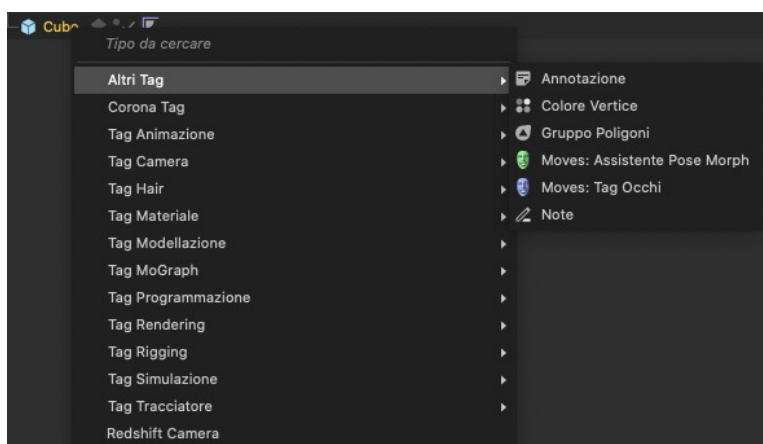 Cubo
Tipo da cercare
Altri Tag
Corona Tag
Tag Animazione
Tag Camera
Tag Hair
Tag Materiale
Tag Modellazione
Tag MoGraph
Tag Programmazione
Tag Rendering
Tag Rigging
Tag Simulazione
Tag Tracciatore
Redshift Camera
Annotazione
Colore Vertice
Gruppo Poligoni
Moves: Assistente Pose Morph
Moves: Tag Occhi
Note